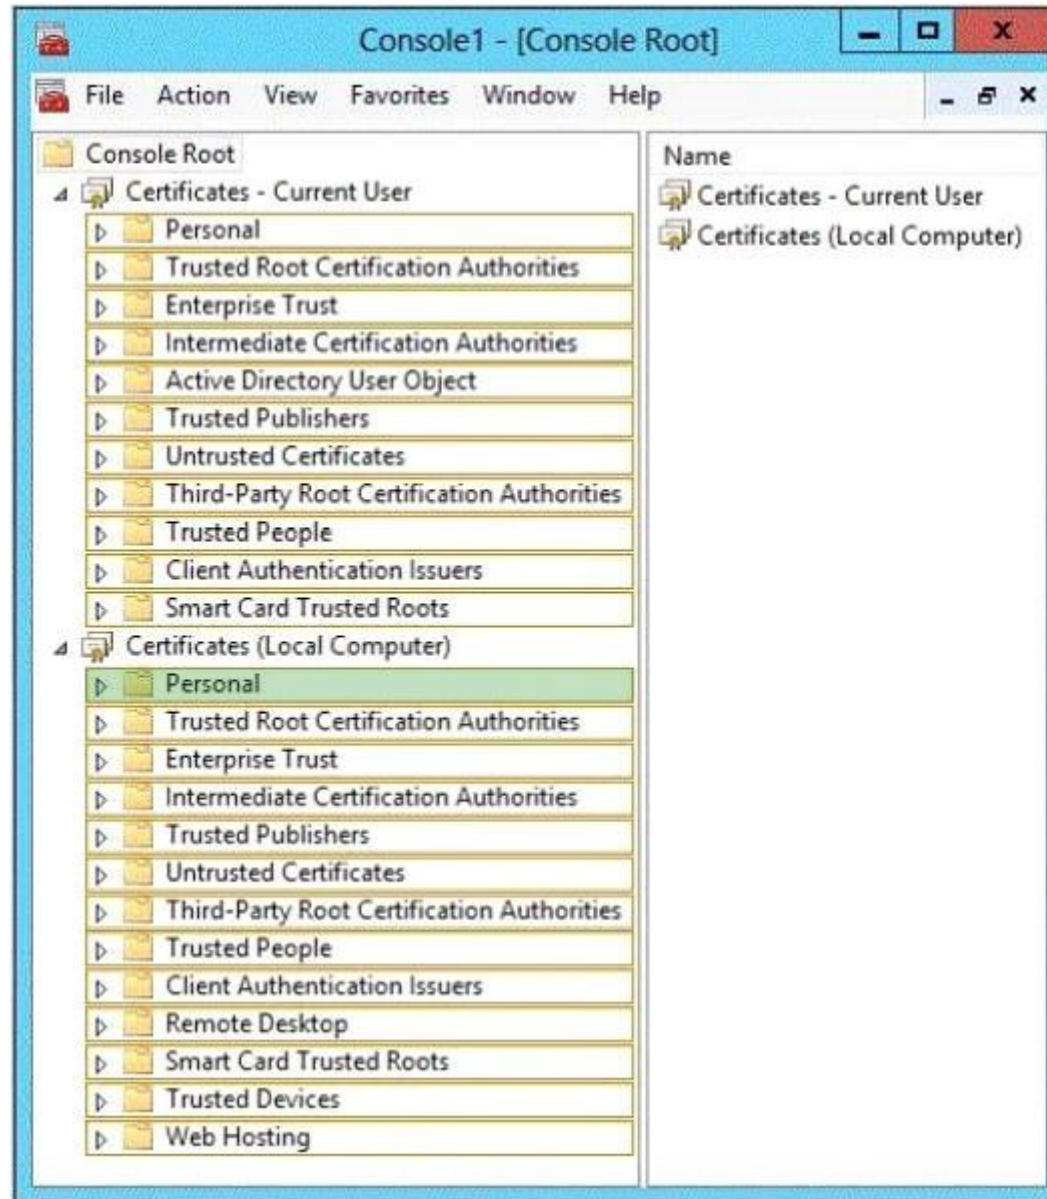 Console1 - [Console Root]
File Action View Favorites Window Help
Console Root
Certificates - Current User
Personal
Trusted Root Certification Authorities
Enterprise Trust
Intermediate Certification Authorities
Active Directory User Object
Trusted Publishers
Untrusted Certificates
Third-Party Root Certification Authorities
Trusted People
Client Authentication Issuers
Smart Card Trusted Roots
Certificates (Local Computer)
Personal
Trusted Root Certification Authorities
Enterprise Trust
Intermediate Certification Authorities
Trusted Publishers
Untrusted Certificates
Third-Party Root Certification Authorities
Trusted People
Client Authentication Issuers
Remote Desktop
Smart Card Trusted Roots
Trusted Devices
Web Hosting
Name
Certificates - Current User
Certificates (Local Computer)